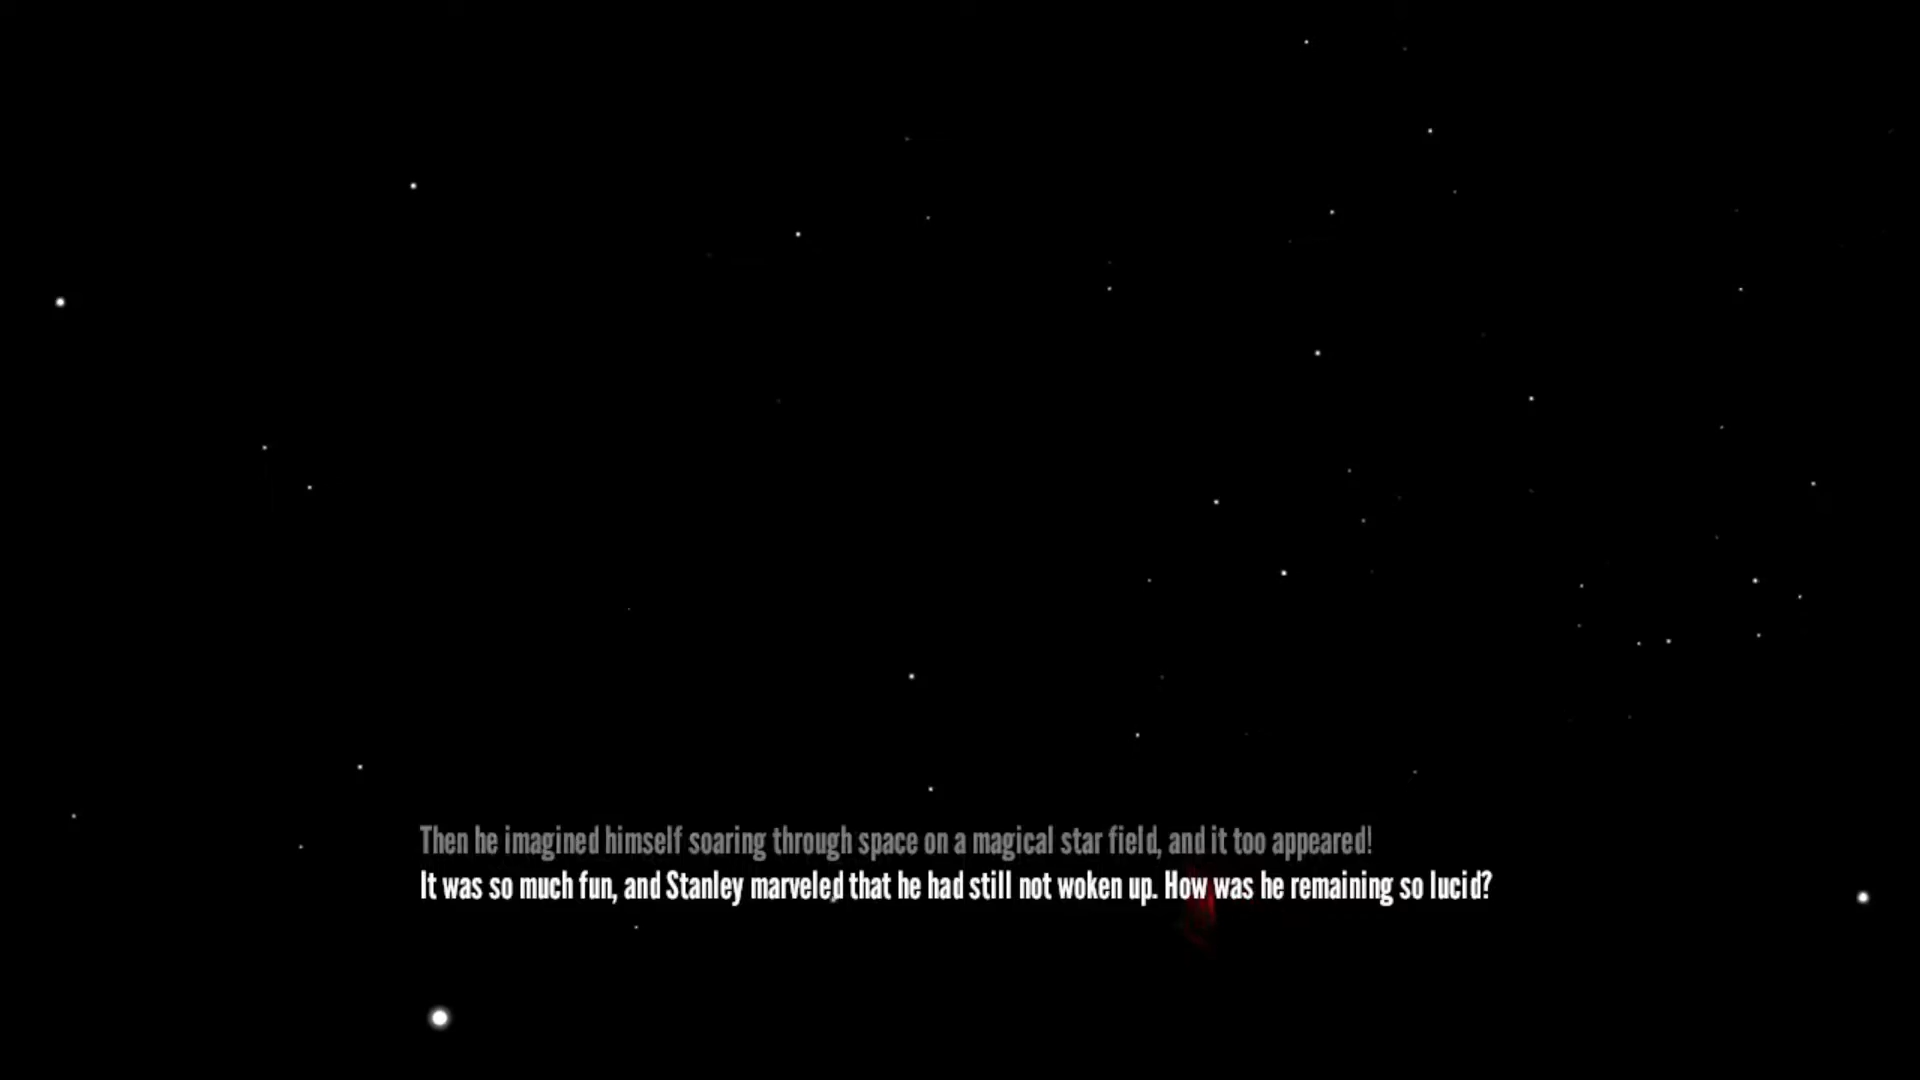 Then he imagined himself soaring through space on a magical star field, and it too appeared!
It was so much fun, and Stanley marveled that he had still not woken up. How was he remaining so lucid?